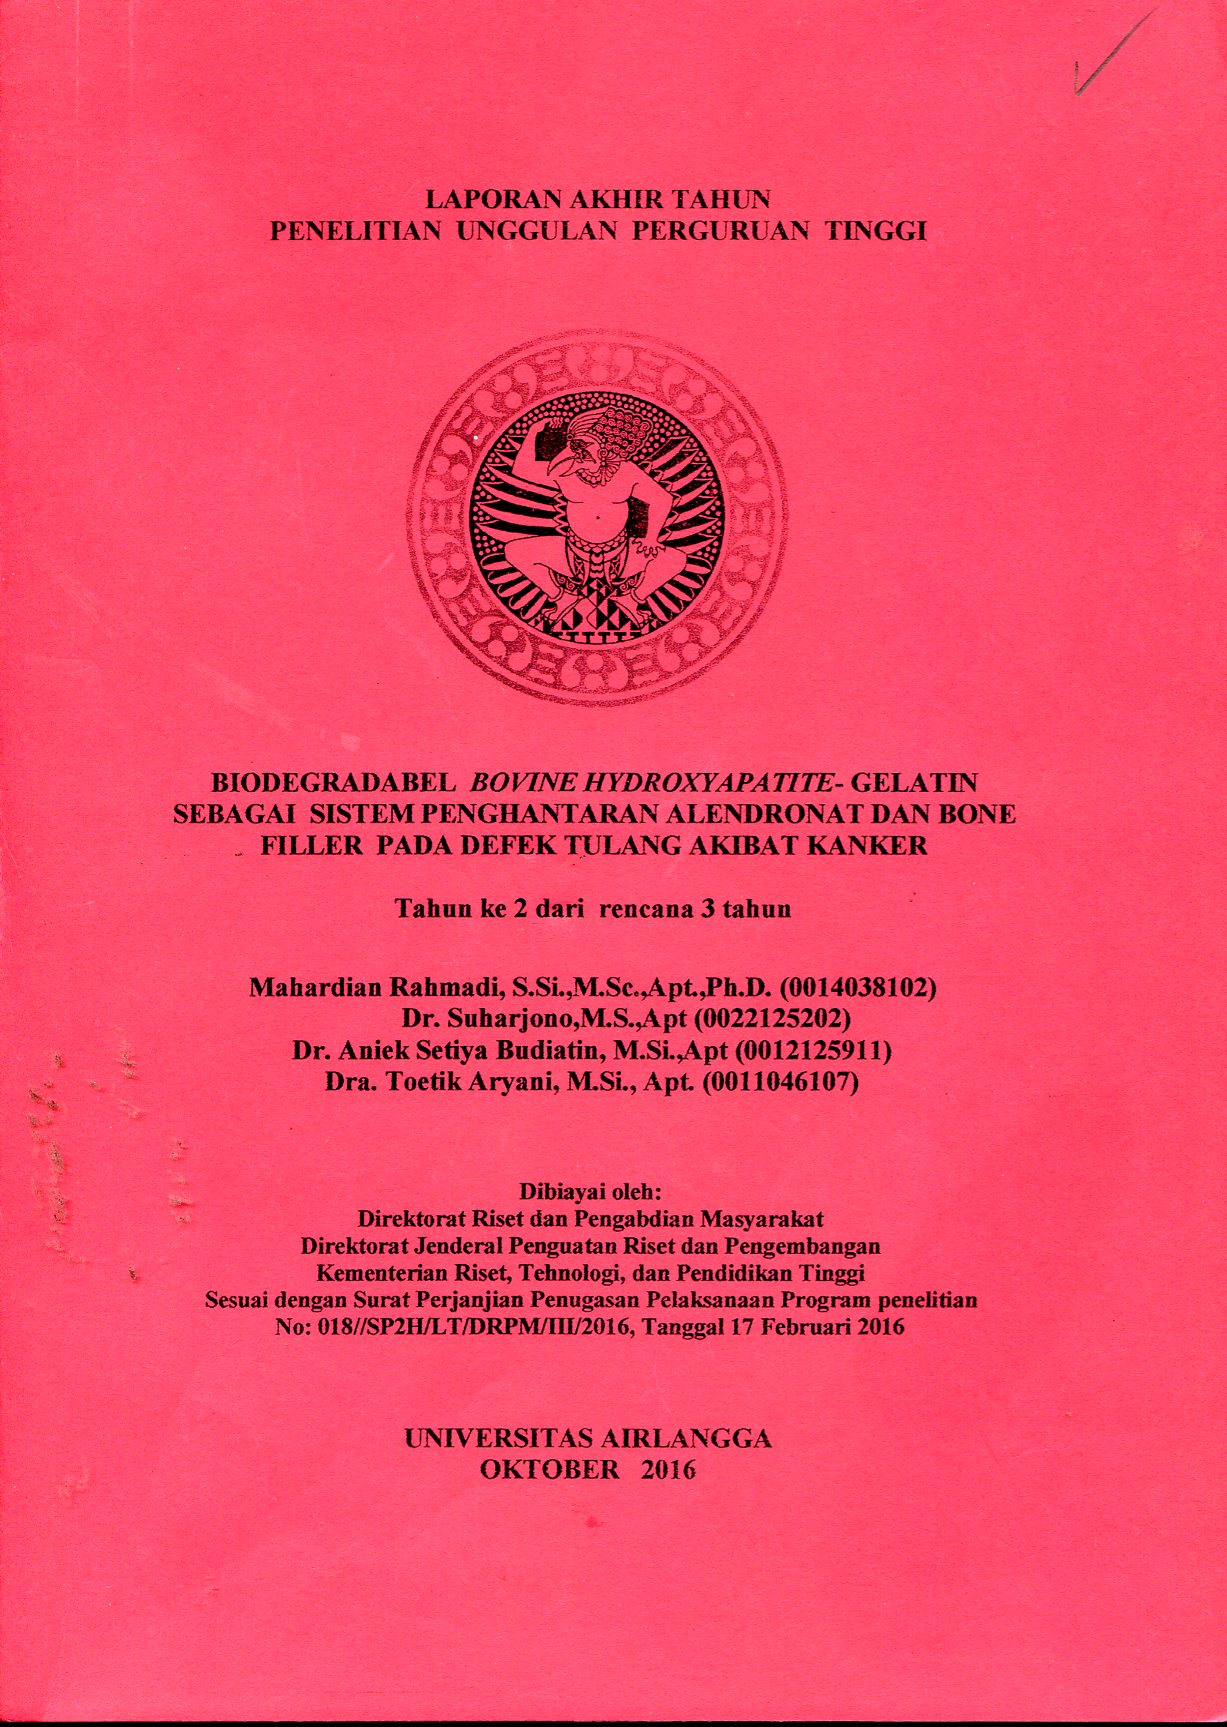 LAPORAN AKHIR TAHUN
PENELITIAN UNGGULAN PERGURUAN TINGGI
BIODEGRADABEL BOVINE HYDROXYAPATITE- GELATIN
SEBAGAI SISTEM PENGHANTARAN ALENDRONAT DAN BONE
FILLER PADA DEFEK TULANG AKIBAT KANKER
Tahun ke 2 dari rencana 3 tahun
Mahardian Rahmadi, S.Si.,M.Sc.,Apt.,Ph.D. (0014038102)
Dr. Suharjono,M.S.,Apt (0022125202)
Dr. Aniek Setiya Budiatin, M.Si.,Apt (0012125911)
Dra. Toetik Aryani, M.Si., Apt. (0011046107)
Dibiayai oleh:
Direktorat Riset dan Pengabdian Masyarakat
Direktorat Jenderal Penguatan Riset dan Pengembangan
Kementerian Riset, Tehnologi, dan Pendidikan Tinggi
Sesuai dengan Surat Perjanjian Penugasan Pelaksanaan Program penelitian
No: 018//SP2H/LT/DRPM/III/2016, Tanggal 17 Februari 2016
UNIVERSITAS AIRLANGGA
OKTOBER 2016